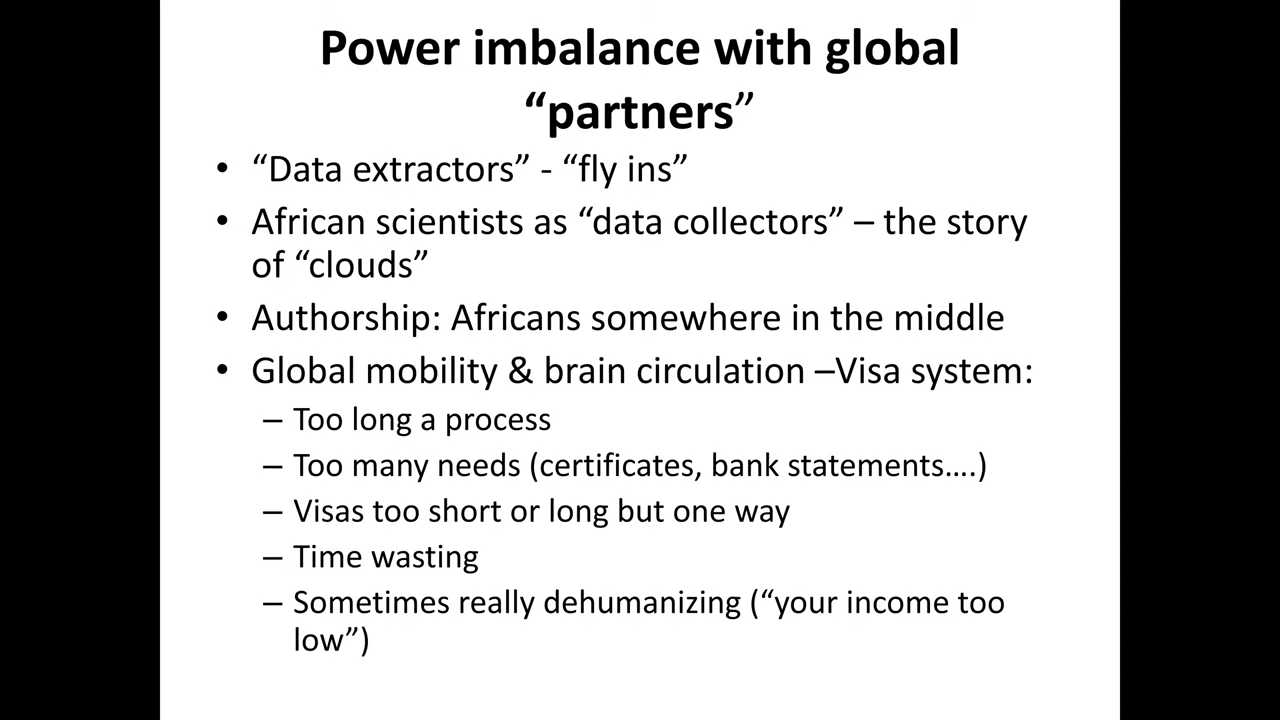 Power imbalance with global
“partners”
• “Data extractors” - “fly ins”
• African scientists as “data collectors” – the story
of “clouds”
• Authorship: Africans somewhere in the middle
• Global mobility & brain circulation –Visa system:
– Too long a process
– Too many needs (certificates, bank statements….)
– Visas too short or long but one way
– Time wasting
– Sometimes really dehumanizing (“your income too
low”)